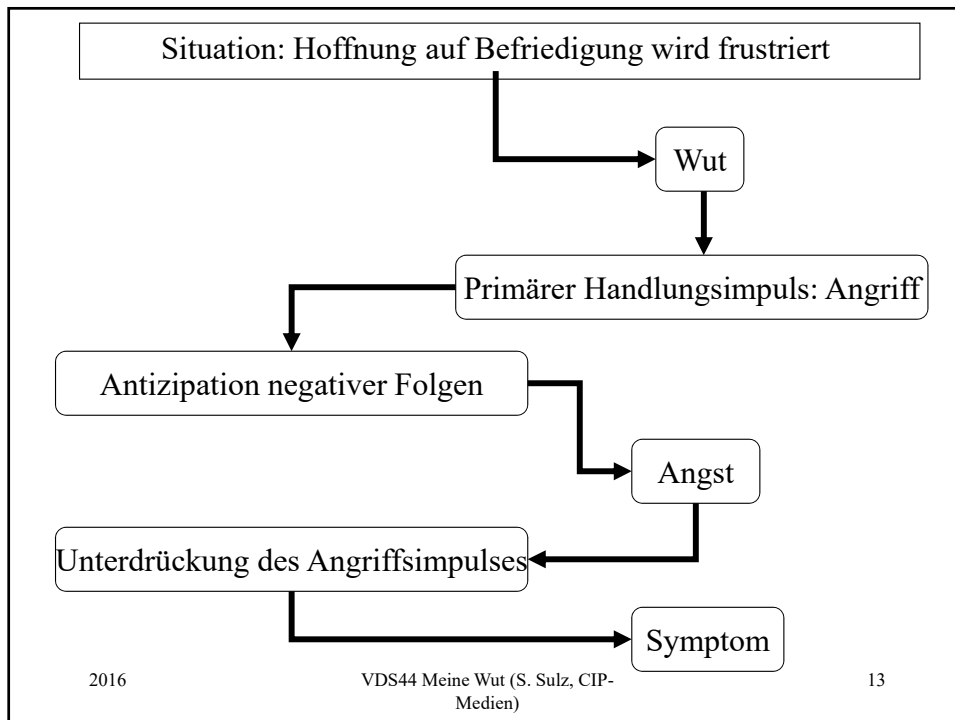 Situation: Hoffnung auf Befriedigung wird frustriert
Wut
Primärer Handlungsimpuls: Angriff
Antizipation negativer Folgen
Angst
Unterdrückung des Angriffsimpulses
Symptom
2016
VDS44 Meine Wut (S. Sulz, CIP-
Medien)
13